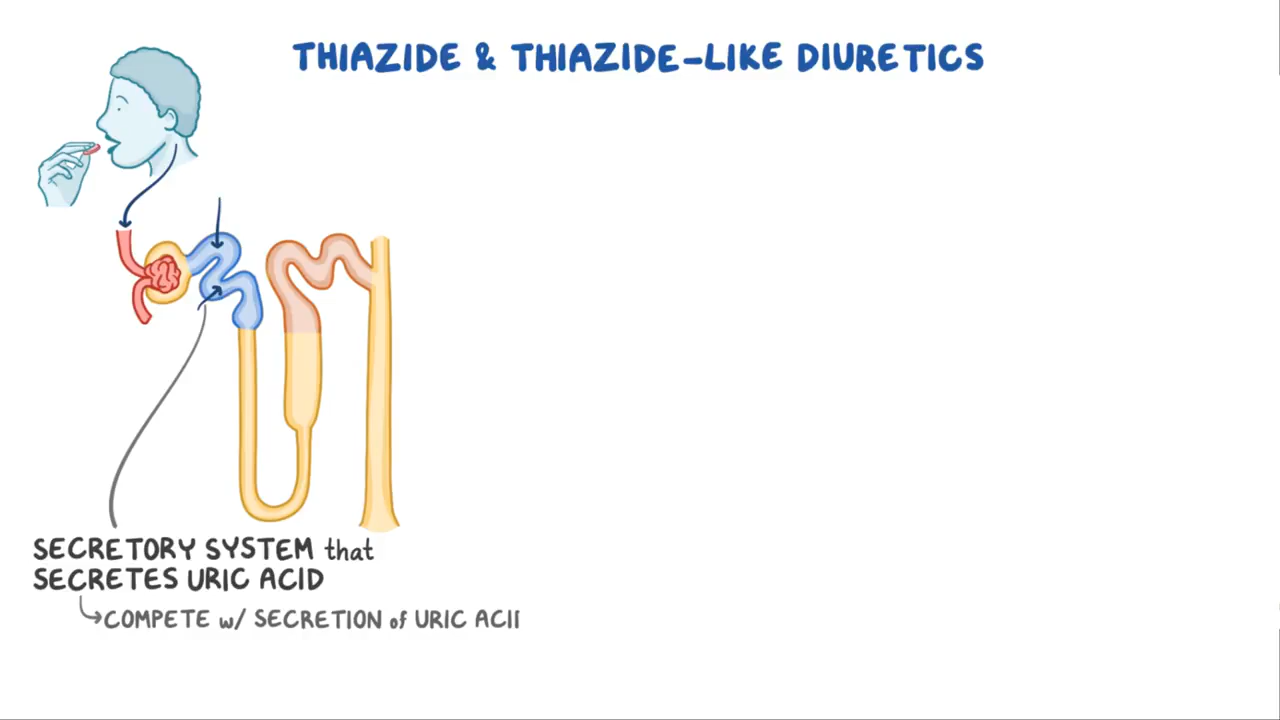 THIAZIDE & THIAZIDE-LIKE DIURETICS
SECRETORY SYSTEM that
SECRETES URIC ACID
COMPETE w/ SECRETION of URIC